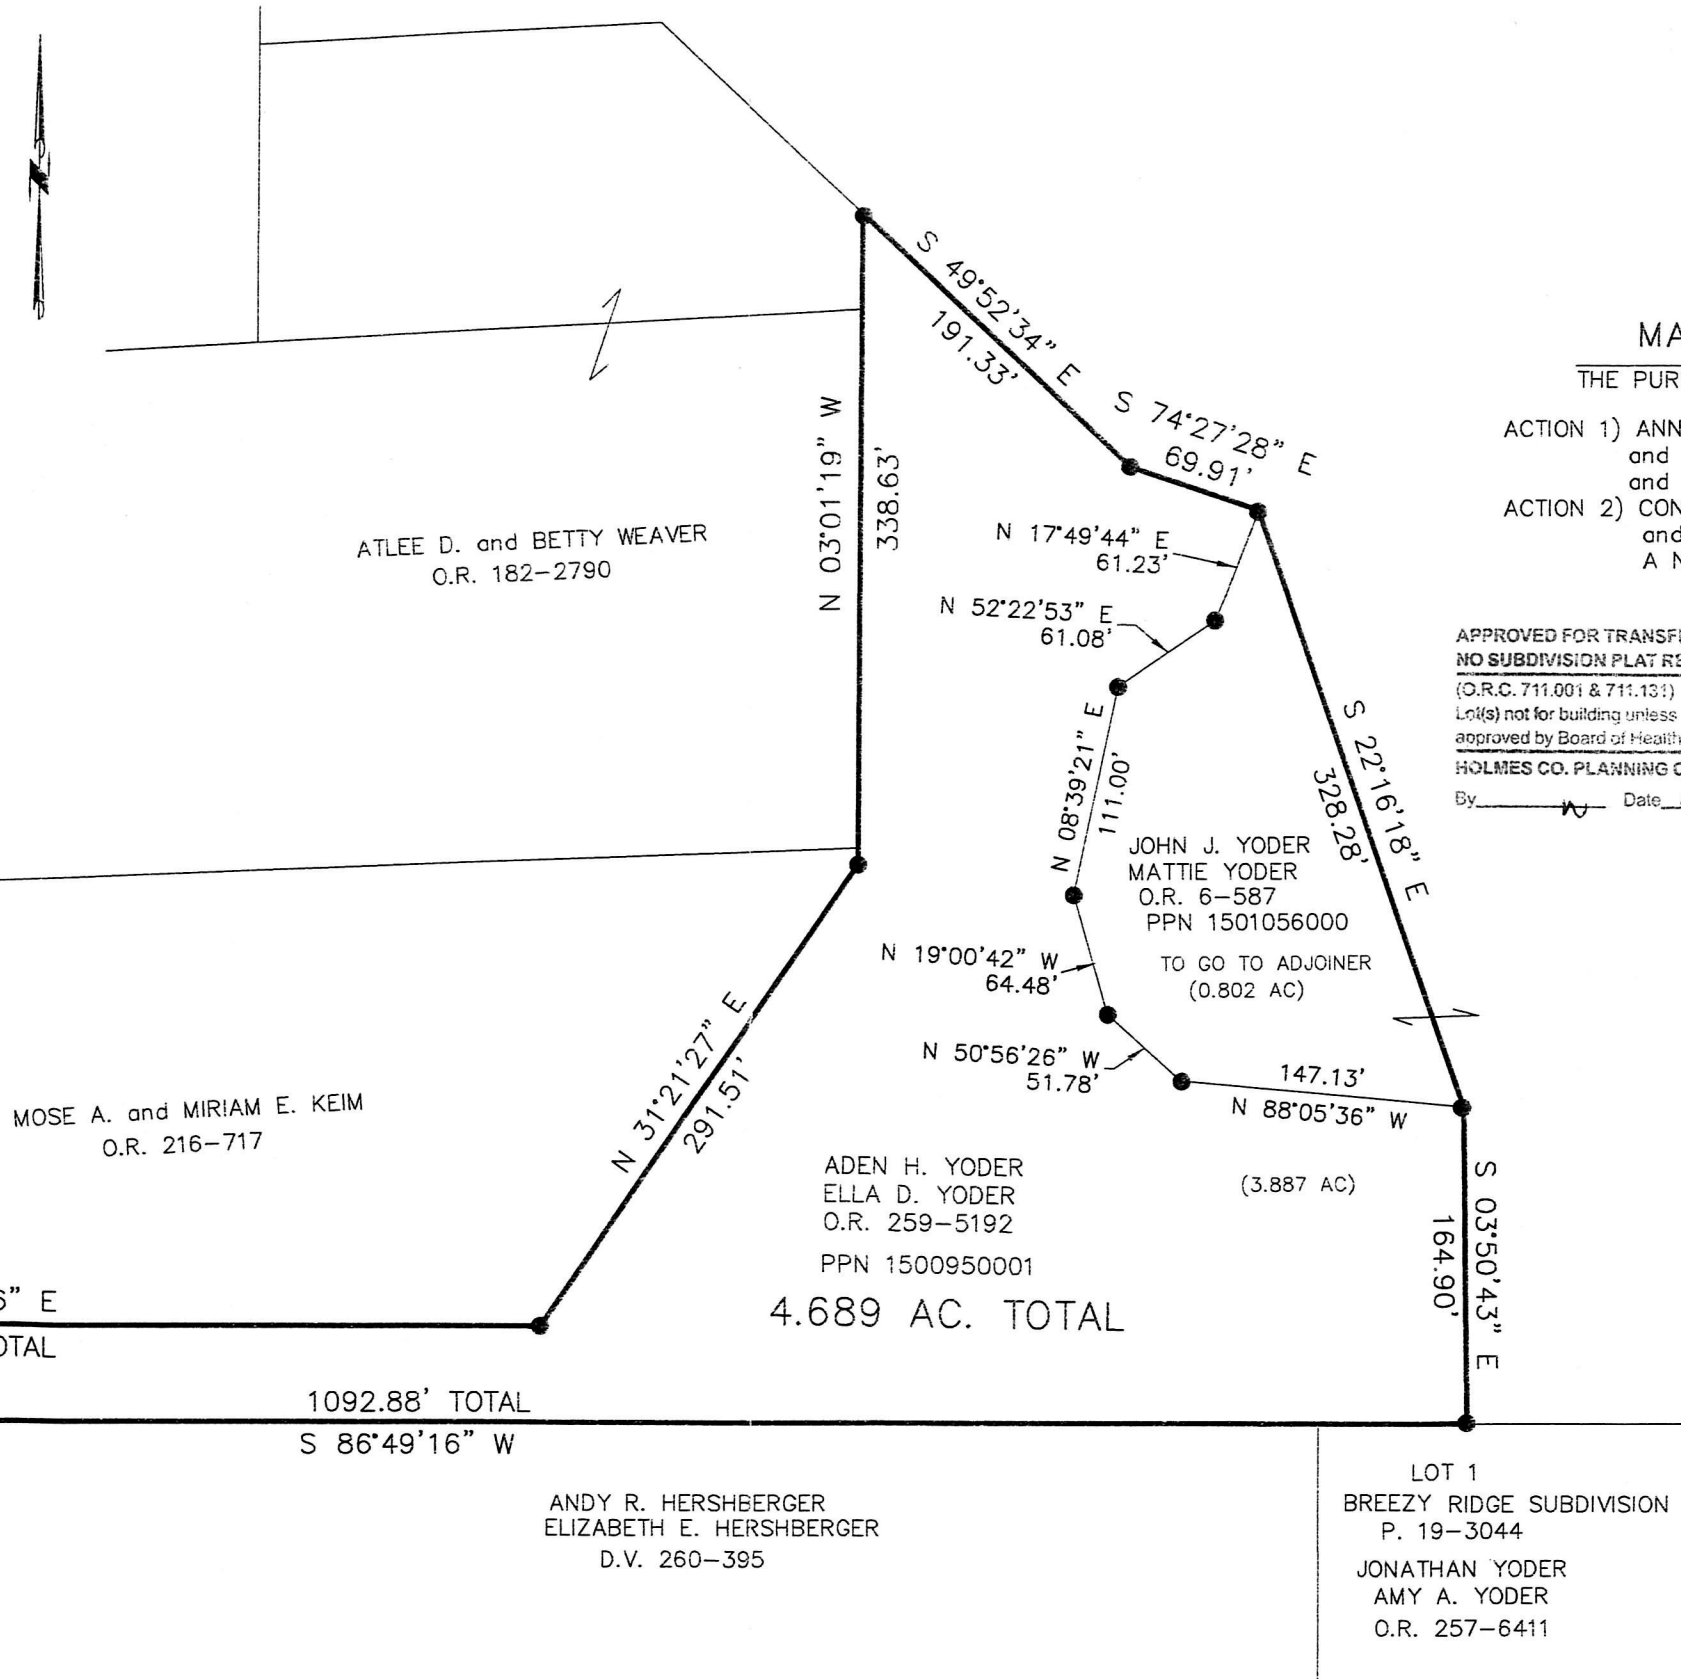 S 49°52'34" E
191.33'
MA
THE PUR
ACTION 1) ANN
and
and
ACTION 2) CON
and
A N
S 74°27'28" E
69.91'
N 03°01'19" W
338.63'
N 17°49'44" E
61.23'
ATLEE D. and BETTY WEAVER
O.R. 182-2790
N 52°22'53" E
61.08'
APPROVED FOR TRANSF
NO SUBDIVISION PLAT RE
(O.R.C. 711.001 & 711.131)
Lot(s) not for building unless
approved by Board of Health
HOLMES CO. PLANNING C
By Date
S 22°16'18" E
328.28'
N 08°39'21" E
111.00'
JOHN J. YODER
MATTIE YODER
O.R. 6-587
PPN 1501056000
TO GO TO ADJOINER
(0.802 AC)
N 19°00'42" W
64.48'
N 50°56'26" W
51.78'
147.13'
N 88°05'36" W
N 31°21'27" E
291.51'
MOSE A. and MIRIAM E. KEIM
O.R. 216-717
ADEN H. YODER
ELLA D. YODER
O.R. 259-5192
PPN 1500950001
4.689 AC. TOTAL
(3.887 AC)
S 03°50'43" E
164.90'
6" E
OTAL
1092.88' TOTAL
S 86°49'16" W
ANDY R. HERSHBERGER
ELIZABETH E. HERSHBERGER
D.V. 260-395
LOT 1
BREEZY RIDGE SUBDIVISION
P. 19-3044
JONATHAN YODER
AMY A. YODER
O.R. 257-6411